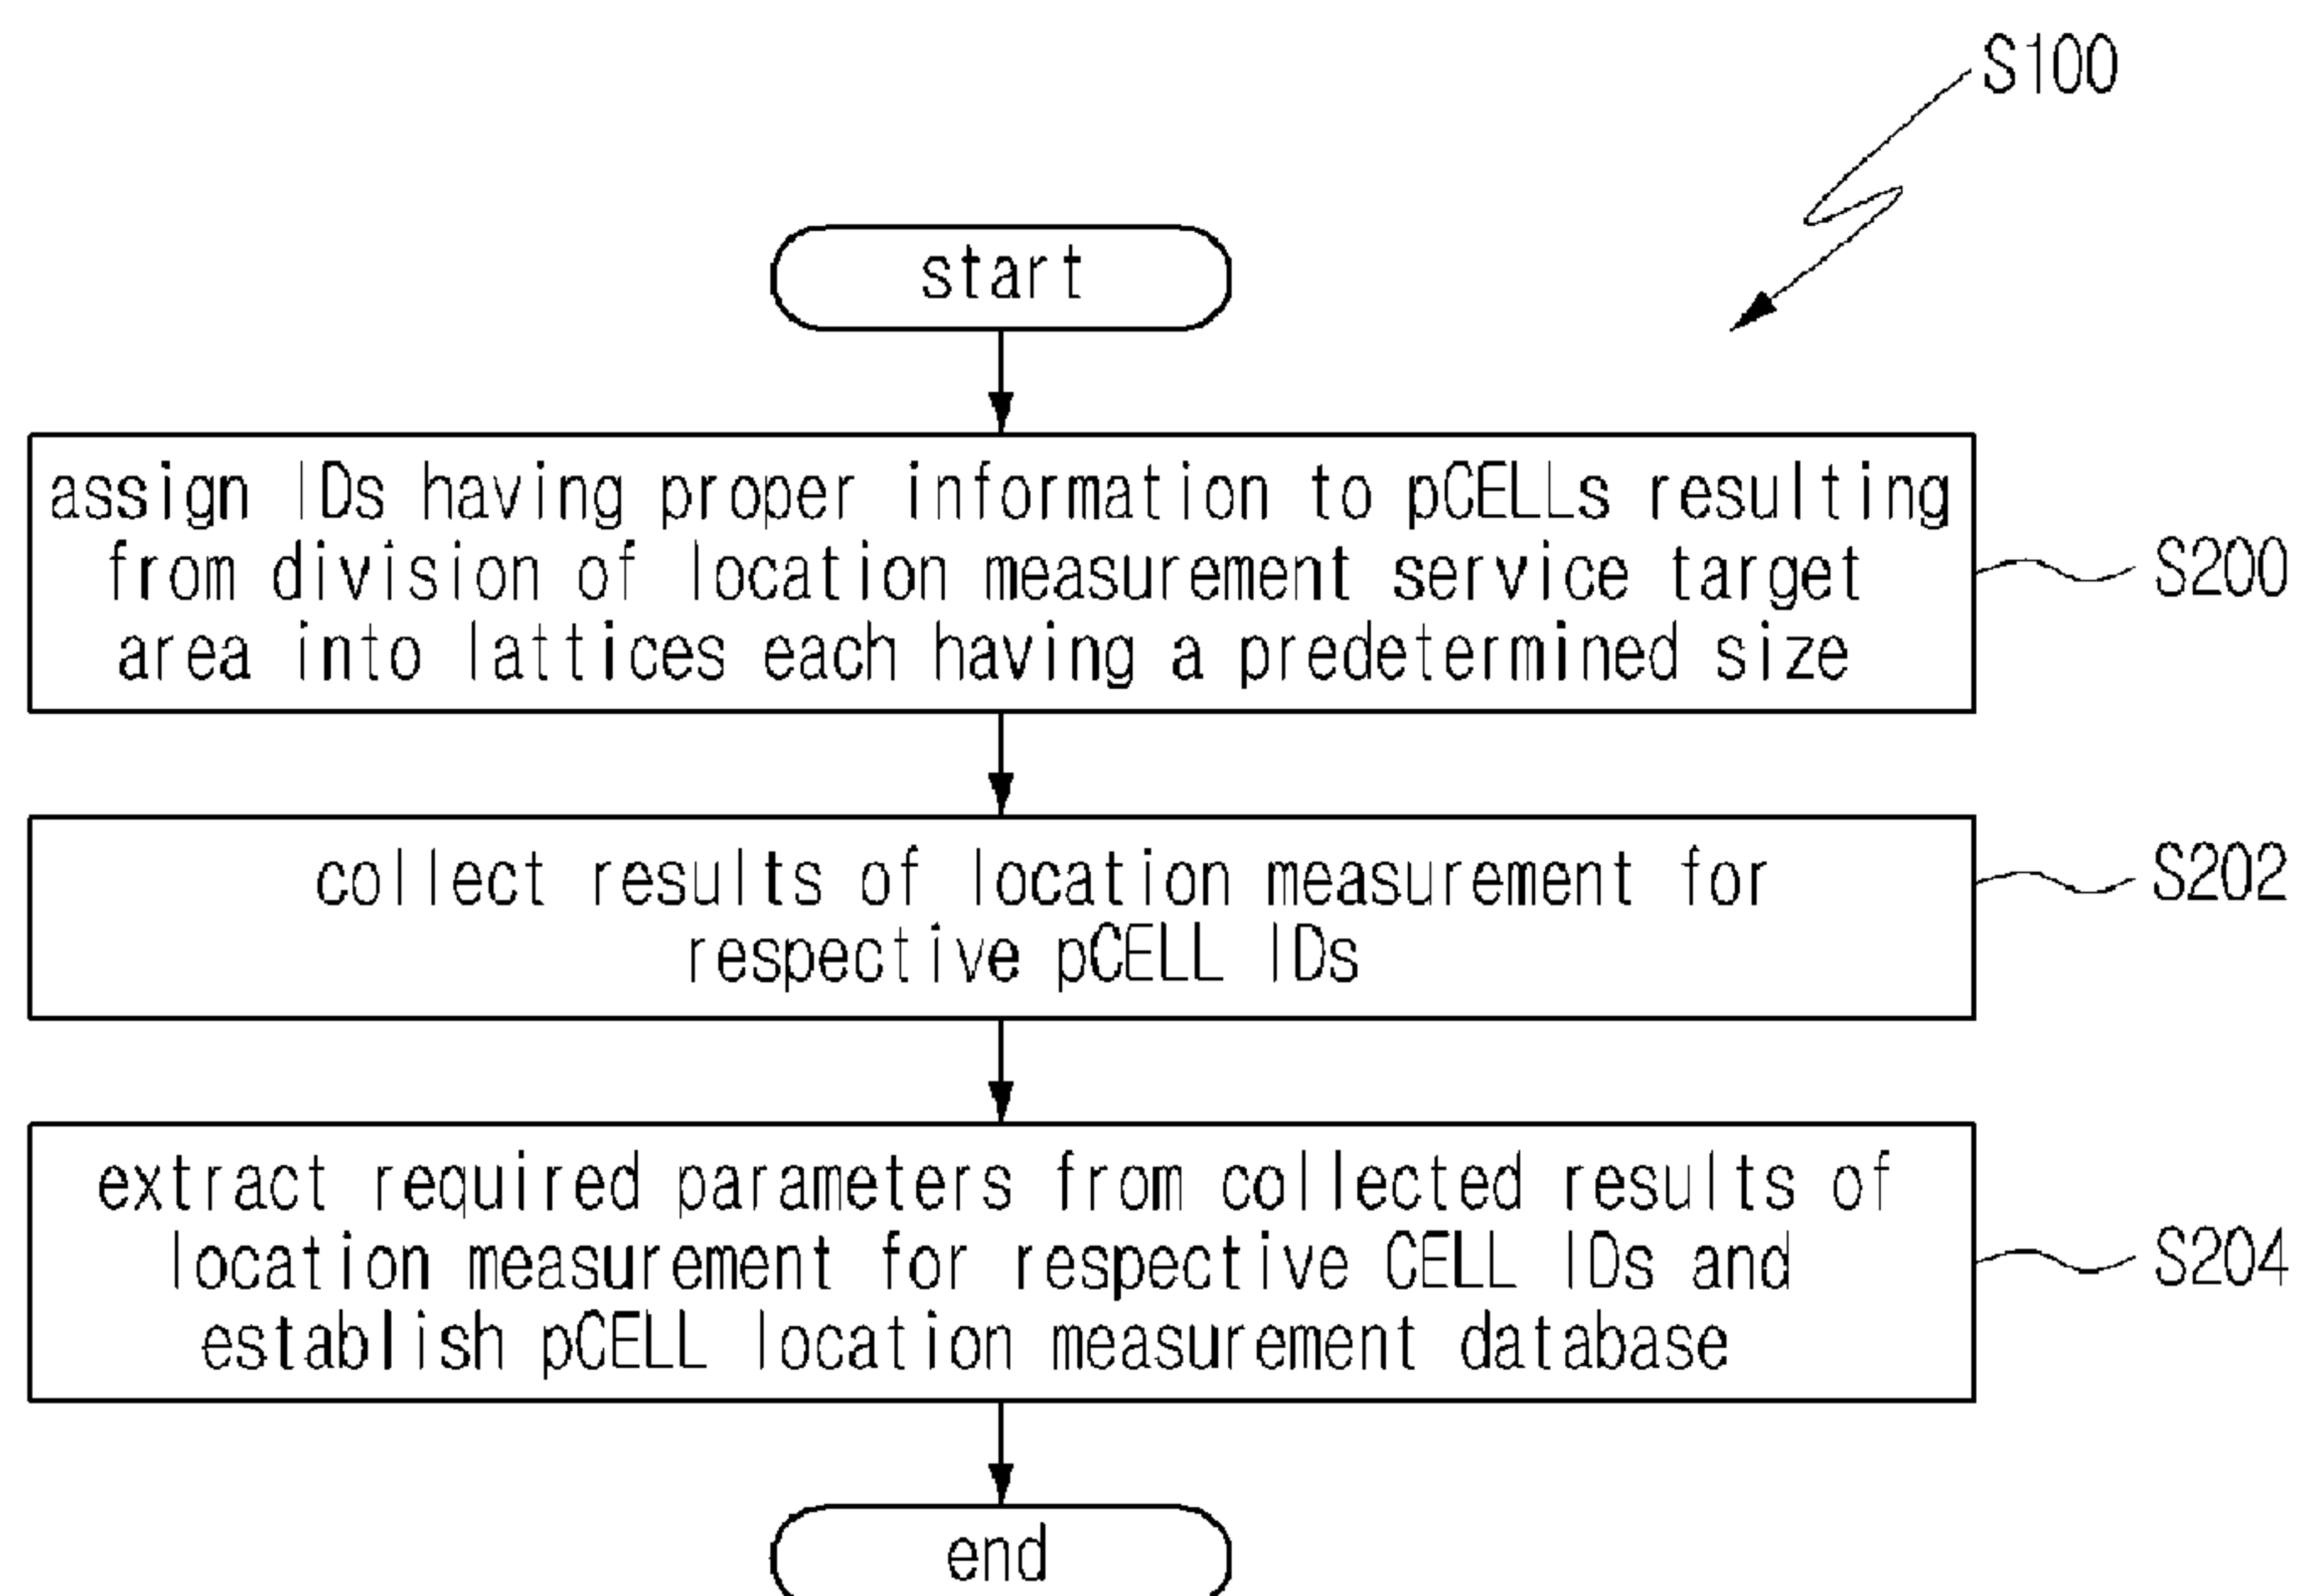 S100
start
assign IDs having proper information to pCELLs resulting
from division of location measurement service target
area into lattices each having a predetermined size
S200
collect results of location measurement for
respective pCELL IDs
S202
extract required parameters from collected results of
location measurement for respective CELL IDs and
establish pCELL location measurement database
S204
end